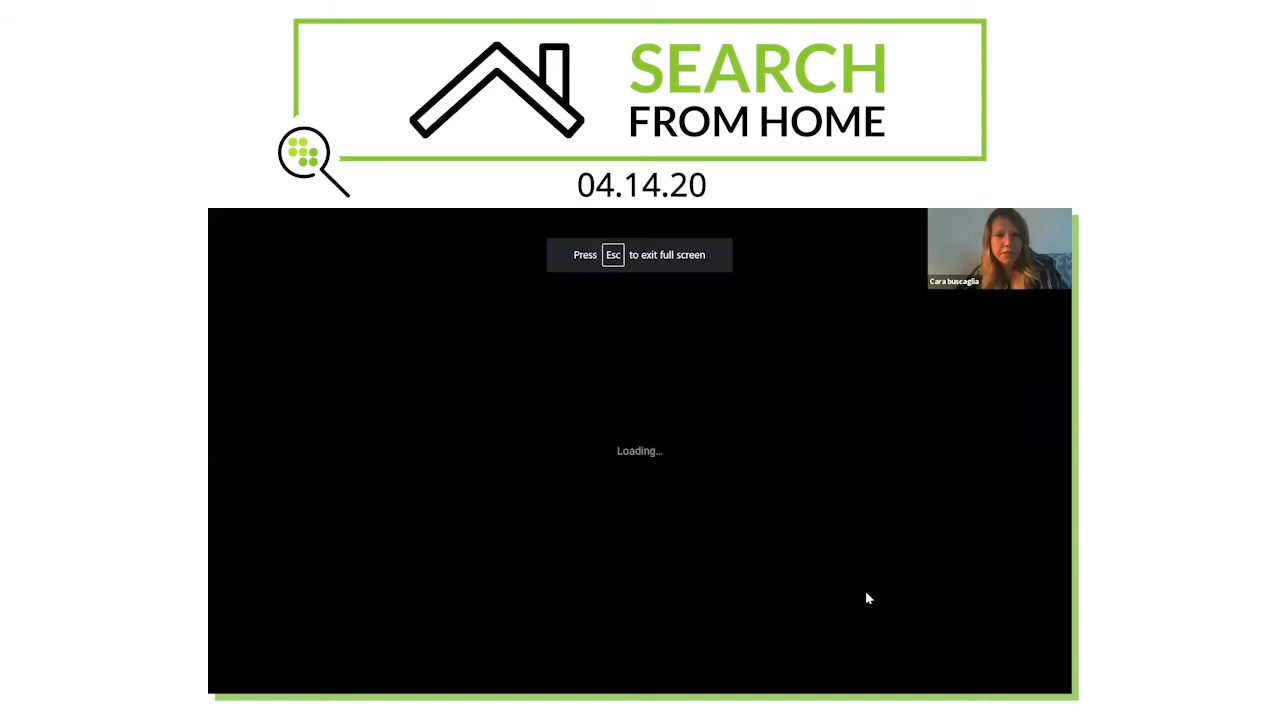 SEARCH
FROM HOME
04.14.20
Press Esc to exit full screen
Cara buscaglia
Loading...